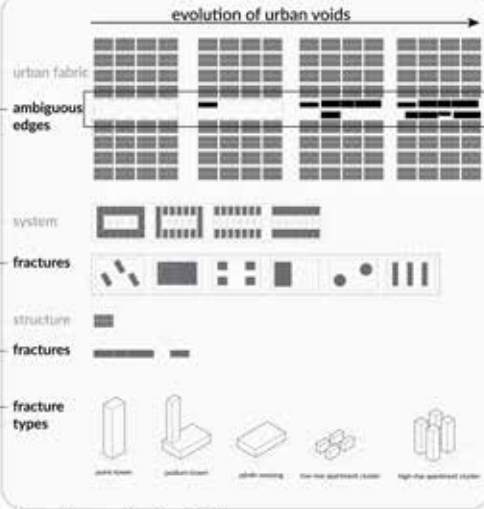 evolution of urban voids
urban fabric
ambiguous
edges
system
fractures
structure
fractures
fracture
types
point tower
podium tower
plinth massing
low-rise apartment cluster
high-rise apartment cluster